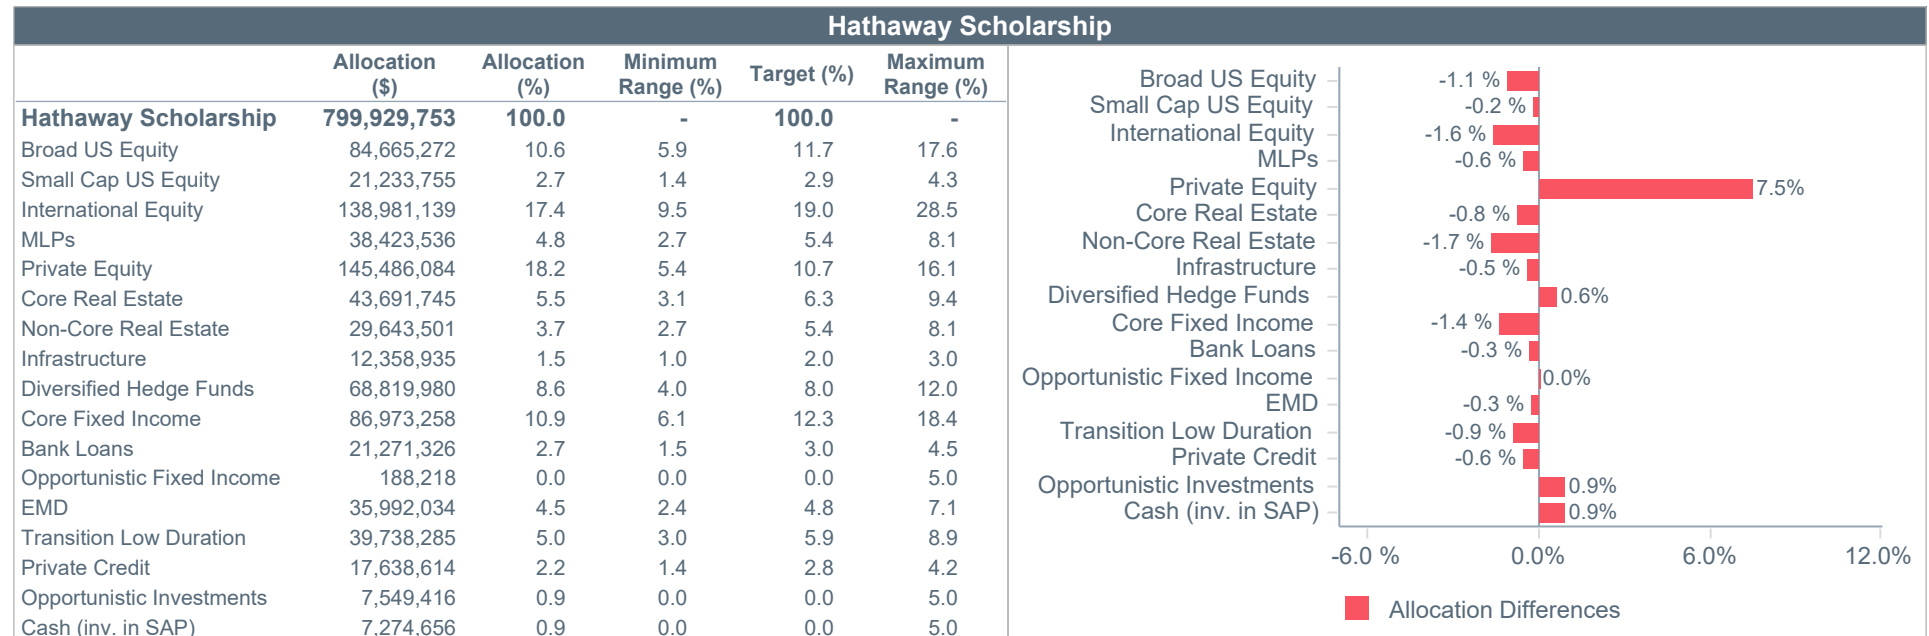 Hathaway Scholarship
Allocation ($) Allocation (%) Minimum Range (%) Target (%) Maximum Range (%)
Hathaway Scholarship 799,929,753 100.0 - 100.0 -
Broad US Equity 84,665,272 10.6 5.9 11.7 17.6
Small Cap US Equity 21,233,755 2.7 1.4 2.9 4.3
International Equity 138,981,139 17.4 9.5 19.0 28.5
MLPs 38,423,536 4.8 2.7 5.4 8.1
Private Equity 145,486,084 18.2 5.4 10.7 16.1
Core Real Estate 43,691,745 5.5 3.1 6.3 9.4
Non-Core Real Estate 29,643,501 3.7 2.7 5.4 8.1
Infrastructure 12,358,935 1.5 1.0 2.0 3.0
Diversified Hedge Funds 68,819,980 8.6 4.0 8.0 12.0
Core Fixed Income 86,973,258 10.9 6.1 12.3 18.4
Bank Loans 21,271,326 2.7 1.5 3.0 4.5
Opportunistic Fixed Income 188,218 0.0 0.0 0.0 5.0
EMD 35,992,034 4.5 2.4 4.8 7.1
Transition Low Duration 39,738,285 5.0 3.0 5.9 8.9
Private Credit 17,638,614 2.2 1.4 2.8 4.2
Opportunistic Investments 7,549,416 0.9 0.0 0.0 5.0
Cash (inv. in SAP) 7,274,656 0.9 0.0 0.0 5.0
Broad US Equity -1.1 %
Small Cap US Equity -0.2 %
International Equity -1.6 %
MLPs -0.6 %
Private Equity 7.5%
Core Real Estate -0.8 %
Non-Core Real Estate -1.7 %
Infrastructure -0.5 %
Diversified Hedge Funds 0.6%
Core Fixed Income -1.4 %
Bank Loans -0.3 %
Opportunistic Fixed Income 0.0%
EMD -0.3 %
Transition Low Duration -0.9 %
Private Credit -0.6 %
Opportunistic Investments 0.9%
Cash (inv. in SAP) 0.9%
-6.0 % 0.0% 6.0% 12.0%
Allocation Differences